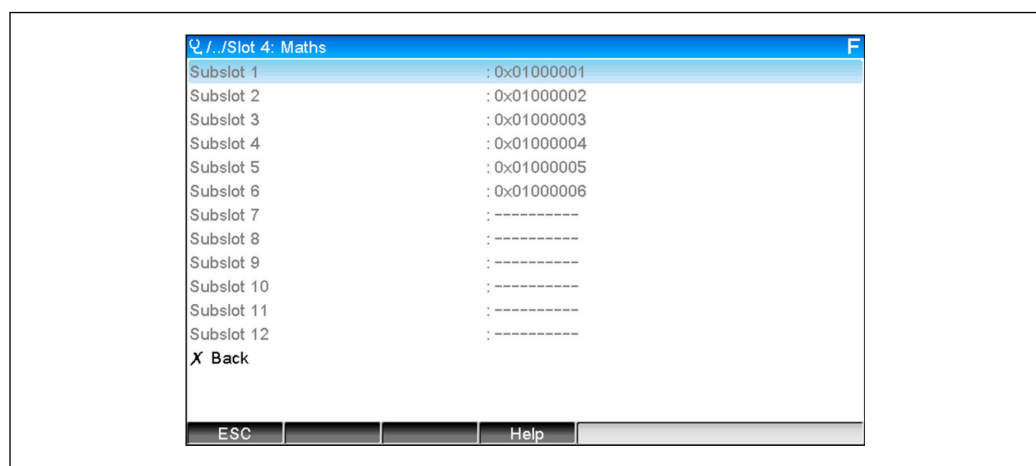 /../Slot 4: Maths F
Subslot 1 : 0x01000001
Subslot 2 : 0x01000002
Subslot 3 : 0x01000003
Subslot 4 : 0x01000004
Subslot 5 : 0x01000005
Subslot 6 : 0x01000006
Subslot 7 : ----------
Subslot 8 : ----------
Subslot 9 : ----------
Subslot 10 : ----------
Subslot 11 : ----------
Subslot 12 : ----------
X Back
ESC Help